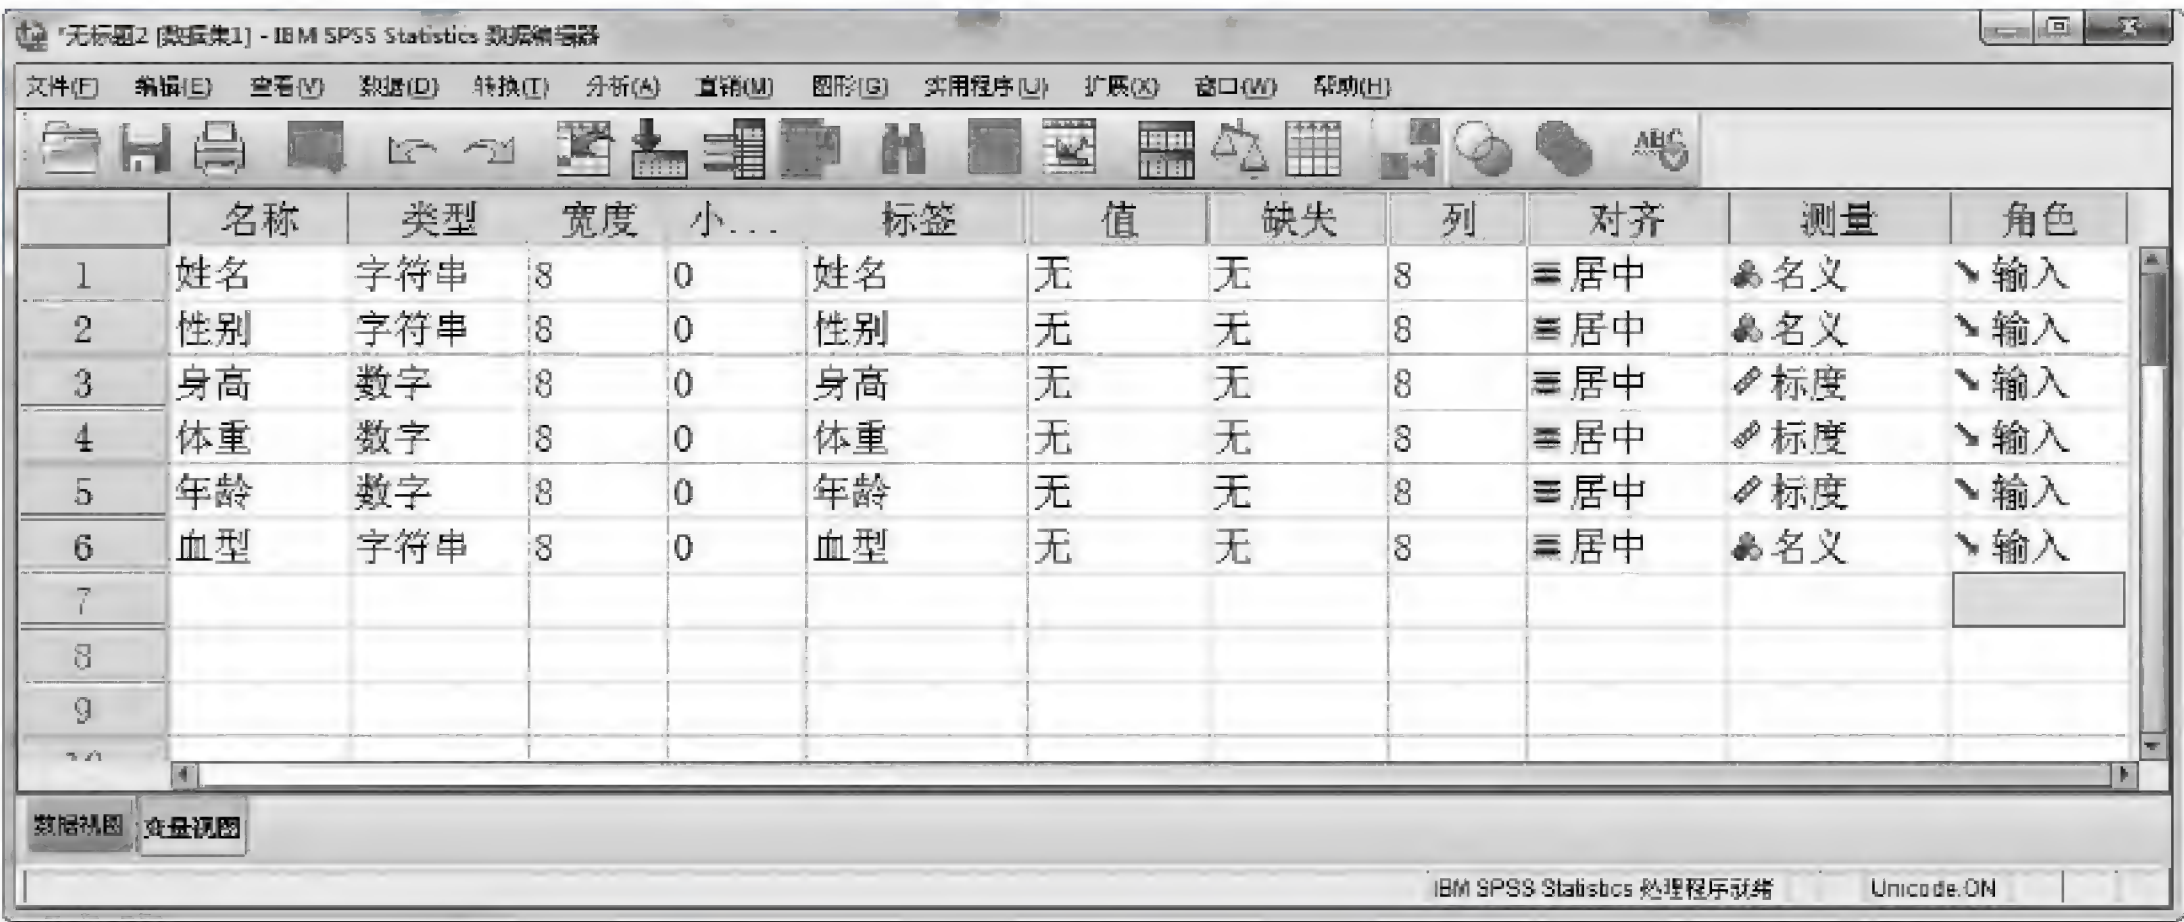 *无标题2 [数据集1] - IBM SPSS Statistics 数据编辑器
文件(F) 编辑(E) 查看(V) 数据(D) 转换(T) 分析(A) 直销(M) 图形(G) 实用程序(U) 扩展(X) 窗口(W) 帮助(H)
名称 类型 宽度 小... 标签 值 缺失 列 对齐 测量 角色
1 姓名 字符串 8 0 姓名 无 无 8 居中 名义 输入
2 性别 字符串 8 0 性别 无 无 8 居中 名义 输入
3 身高 数字 8 0 身高 无 无 8 居中 标度 输入
4 体重 数字 8 0 体重 无 无 8 居中 标度 输入
5 年龄 数字 8 0 年龄 无 无 8 居中 标度 输入
6 血型 字符串 8 0 血型 无 无 8 居中 名义 输入
7
8
9
数据视图 变量视图
IBM SPSS Statistics 处理程序就绪 Unicode:ON